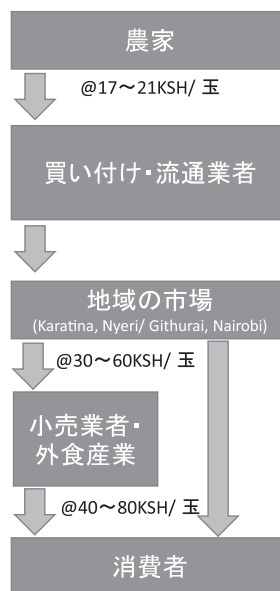 農家
@17～21KSH/ 玉
買い付け・流通業者
地域の市場
(Karatina, Nyeri/ Githurai, Nairobi)
@30～60KSH/ 玉
小売業者・
外食産業
@40～80KSH/ 玉
消費者